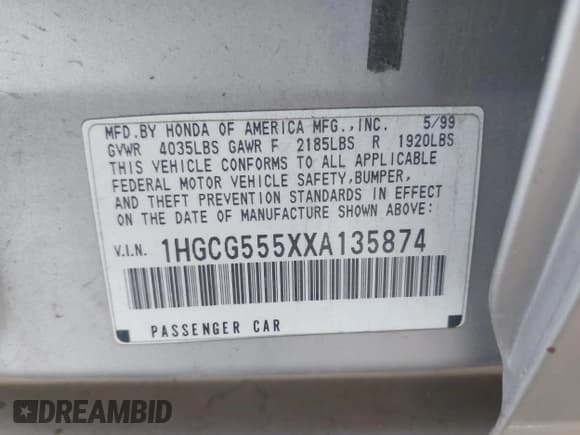 MFD.BY HONDA OF AMERICA MFG.,INC. 5/99
GVWR 4035LBS GAWR F 2185LBS R 1920LBS
THIS VEHICLE CONFORMS TO ALL APPLICABLE
FEDERAL MOTOR VEHICLE SAFETY,BUMPER,
AND THEFT PREVENTION STANDARDS IN EFFECT
ON THE DATE OF MANUFACTURE SHOWN ABOVE:
V.I.N. 1HGCG555XXA135874
PASSENGER CAR
DREAMBID